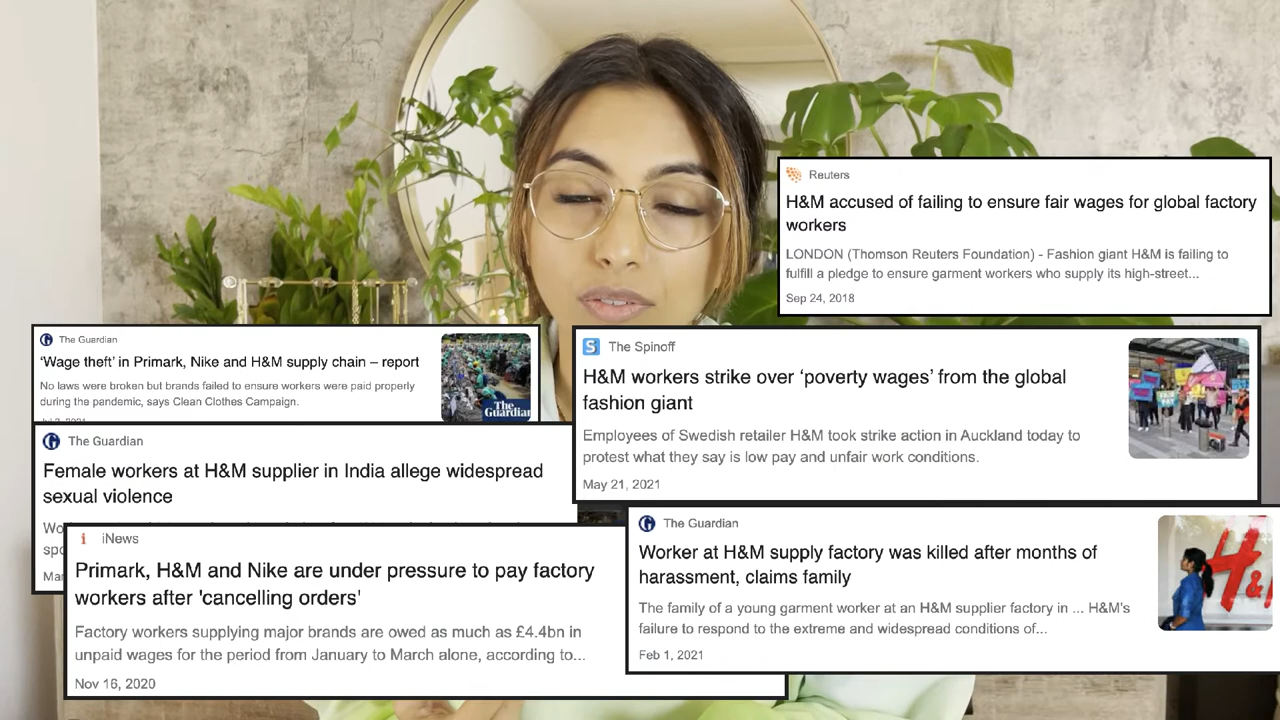 Reuters
H&M accused of failing to ensure fair wages for global factory
workers
LONDON (Thomson Reuters Foundation) - Fashion giant H&M is failing to
fulfill a pledge to ensure garment workers who supply its high-street...
Sep 24, 2018
The Guardian
‘Wage theft’ in Primark, Nike and H&M supply chain – report
No laws were broken but brands failed to ensure workers were paid properly
during the pandemic, says Clean Clothes Campaign.
The Guardian
The Spinoff
H&M workers strike over ‘poverty wages’ from the global
fashion giant
Employees of Swedish retailer H&M took strike action in Auckland today to
protest what they say is low pay and unfair work conditions.
May 21, 2021
The Guardian
Female workers at H&M supplier in India allege widespread
sexual violence
iNews
Primark, H&M and Nike are under pressure to pay factory
workers after 'cancelling orders'
Factory workers supplying major brands are owed as much as £4.4bn in
unpaid wages for the period from January to March alone, according to...
Nov 16, 2020
The Guardian
Worker at H&M supply factory was killed after months of
harassment, claims family
The family of a young garment worker at an H&M supplier factory in ... H&M's
failure to respond to the extreme and widespread conditions of...
Feb 1, 2021
H&